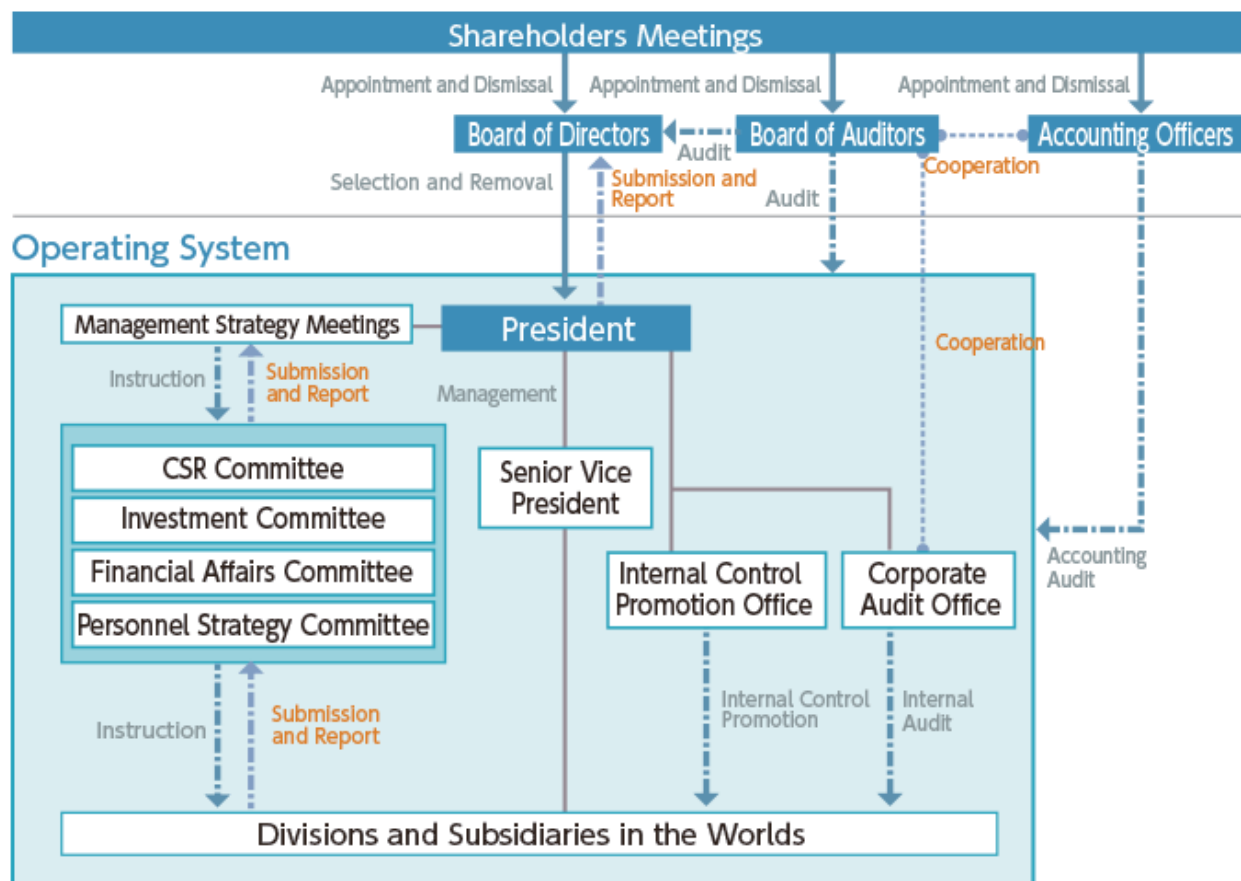 Shareholders Meetings
Appointment and Dismissal
Appointment and Dismissal
Appointment and Dismissal
Board of Directors
Board of Auditors
Accounting Officers
Audit
Cooperation
Selection and Removal
Submission and
Report
Audit
Operating System
Management Strategy Meetings
President
Cooperation
Instruction
Submission
and Report
Management
CSR Committee
Investment Committee
Financial Affairs Committee
Personnel Strategy Committee
Senior Vice
President
Internal Control
Promotion Office
Corporate
Audit Office
Accounting
Audit
Instruction
Submission
and Report
Internal Control
Promotion
Internal
Audit
Divisions and Subsidiaries in the Worlds